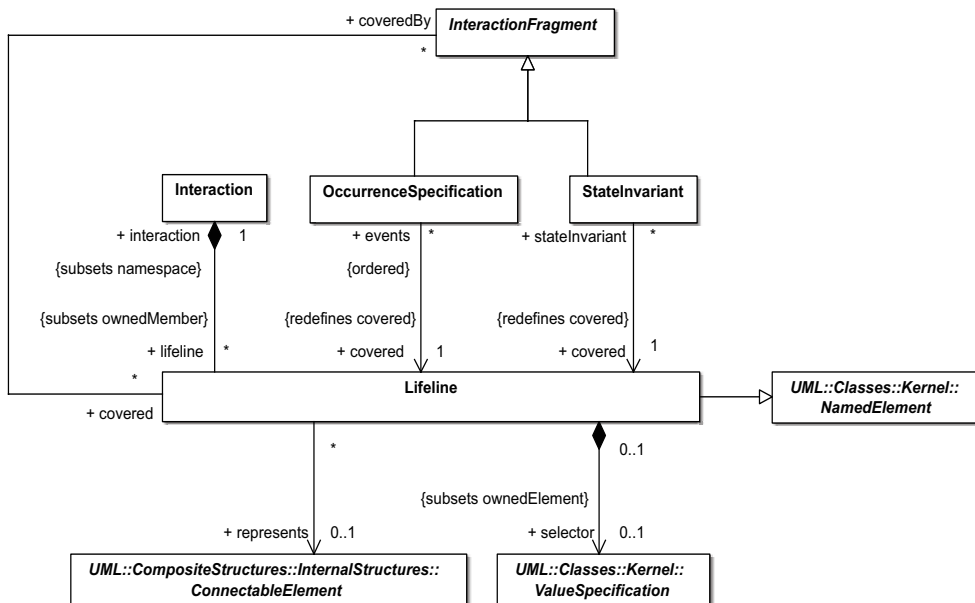 + coveredBy
InteractionFragment
*
Interaction
OccurrenceSpecification
StateInvariant
+ interaction
1
+ events
*
+ stateInvariant
*
{subsets namespace}
{ordered}
{subsets ownedMember}
{redefines covered}
{redefines covered}
+ lifeline
*
+ covered
1
+ covered
1
*
Lifeline
UML::Classes::Kernel::
NamedElement
+ covered
*
0..1
{subsets ownedElement}
+ represents
0..1
+ selector
0..1
UML::CompositeStructures::InternalStructures::
ConnectableElement
UML::Classes::Kernel::
ValueSpecification